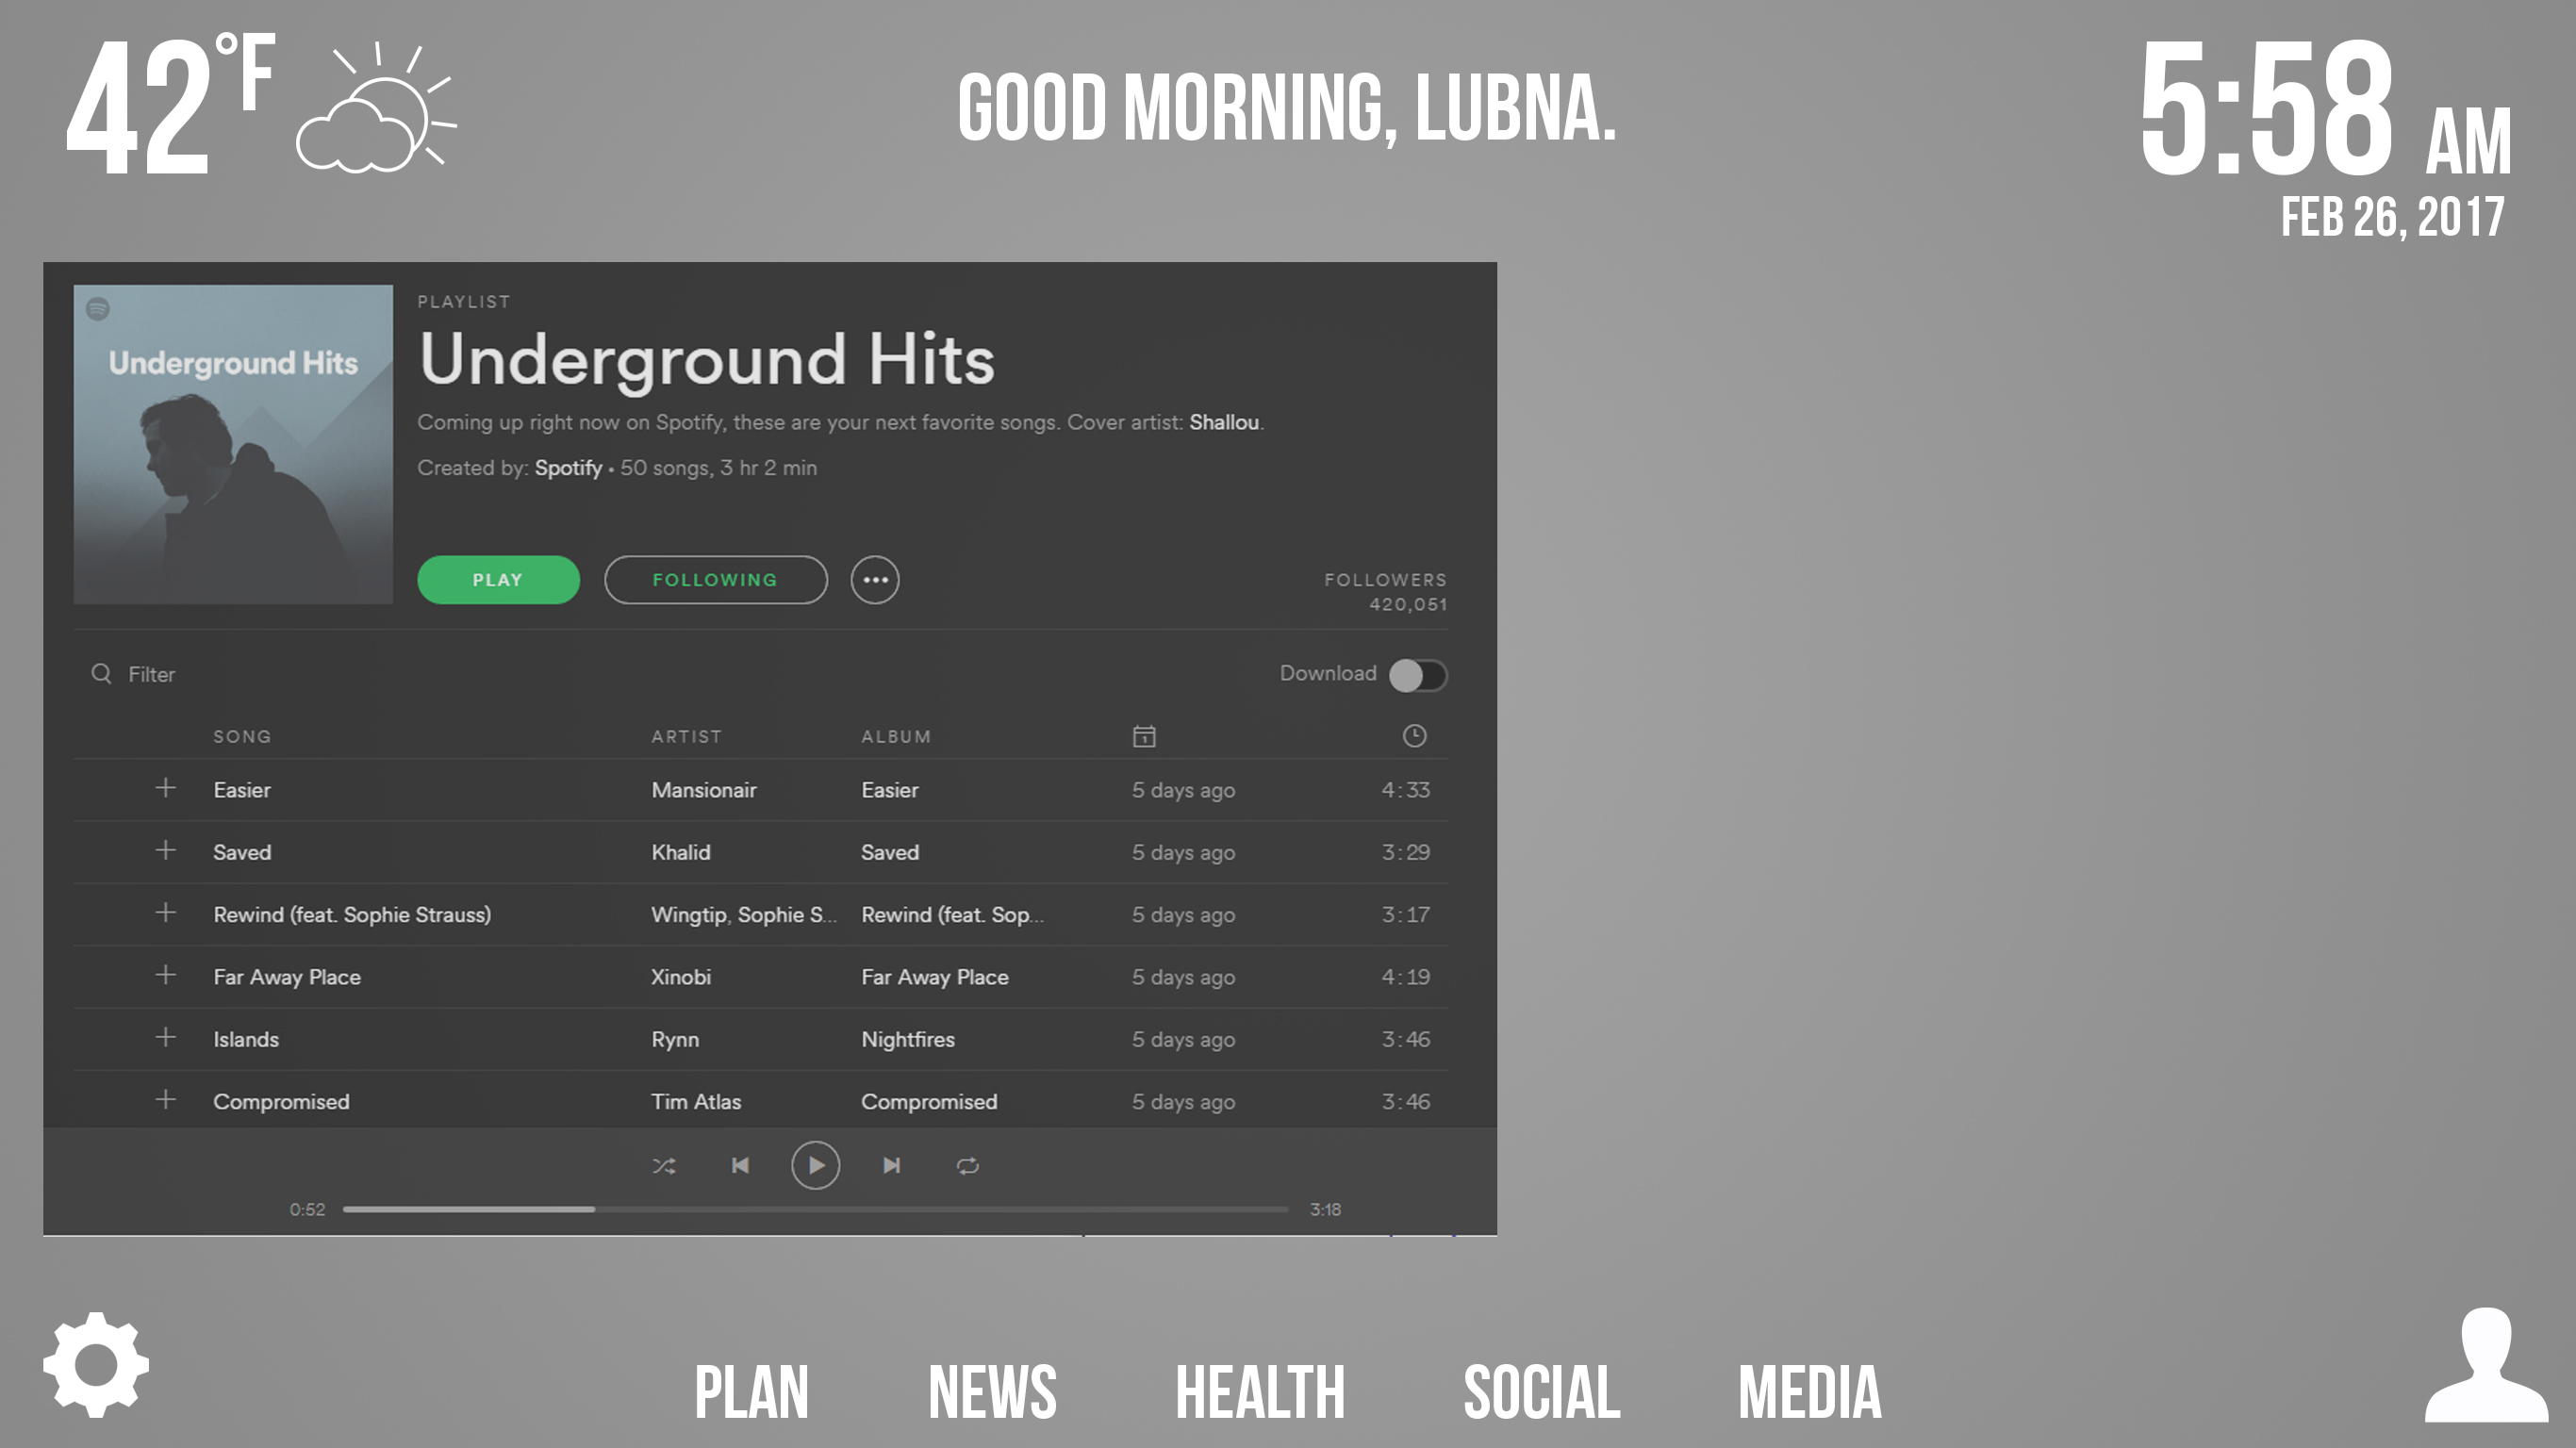 42°F
GOOD MORNING, LUBNA.
5:58 AM
FEB 26, 2017
Underground Hits
PLAYLIST
Underground Hits
Coming up right now on Spotify, these are your next favorite songs. Cover artist: Shallou.
Created by: Spotify • 50 songs, 3 hr 2 min
PLAY FOLLOWING
FOLLOWERS
420,051
Filter Download
SONG ARTIST ALBUM
Easier Mansionair Easier 5 days ago 4:33
Saved Khalid Saved 5 days ago 3:29
Rewind (feat. Sophie Strauss) Wingtip, Sophie S... Rewind (feat. Sop... 5 days ago 3:17
Far Away Place Xinobi Far Away Place 5 days ago 4:19
Islands Rynn Nightfires 5 days ago 3:46
Compromised Tim Atlas Compromised 5 days ago 3:46
0:52 3:18
PLAN NEWS HEALTH SOCIAL MEDIA